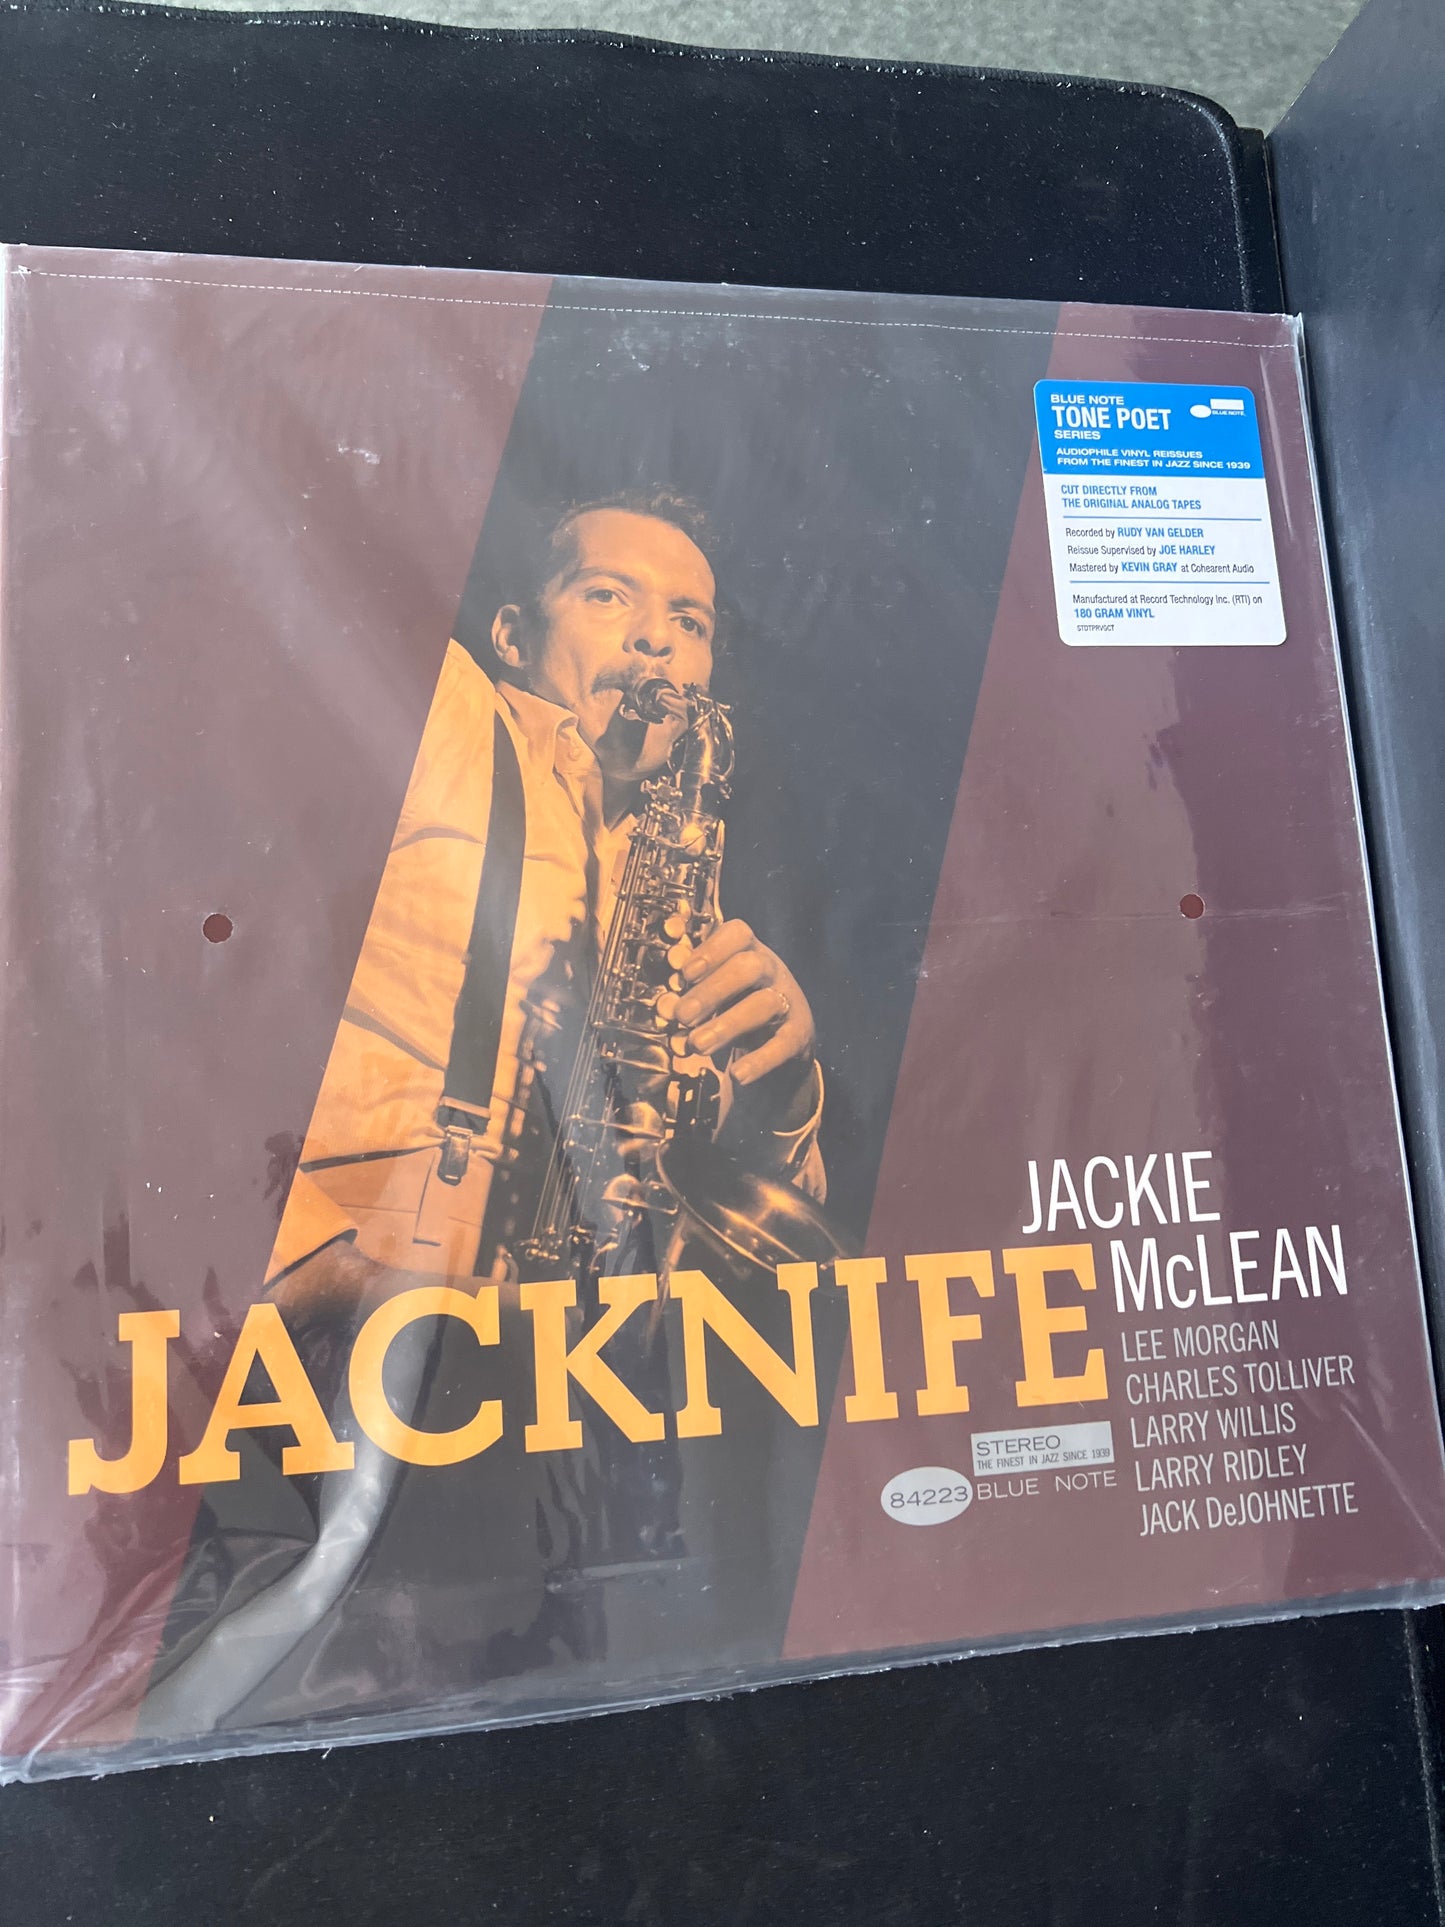 BLUE NOTE
TONE POET
SERIES
BLUE NOTE
AUDIOPHILE VINYL REISSUES
FROM THE FINEST IN JAZZ SINCE 1939
CUT DIRECTLY FROM
THE ORIGINAL ANALOG TAPES
Recorded by RUDY VAN GELDER
Reissue Supervised by JOE HARLEY
Mastered by KEVIN GRAY at Cohearent Audio
Manufactured at Record Technology Inc. (RTI) on
180 GRAM VINYL
STDTPRVGCT
JACKIE
McLEAN
JACKNIFE
LEE MORGAN
CHARLES TOLLIVER
LARRY WILLIS
LARRY RIDLEY
JACK DeJOHNETTE
STEREO
THE FINEST IN JAZZ SINCE 1939
84223 BLUE NOTE